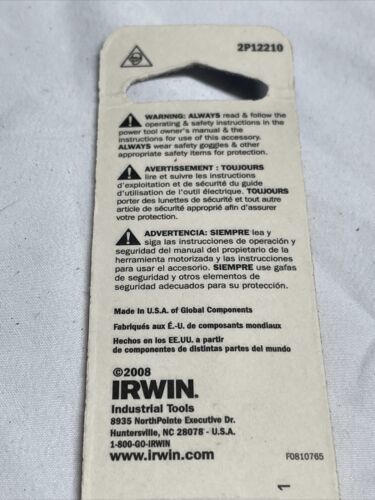 2P12210
WARNING: ALWAYS read & follow the
operating & safety instructions in the
power tool owner's manual & the
instructions for use of this accessory.
ALWAYS wear safety goggles & other
appropriate safety items for protection.
AVERTISSEMENT : TOUJOURS
lire et suivre les instructions
d'exploitation et de sécurité du guide
d'utilisation de l'outil électrique. TOUJOURS
porter des lunettes de sécurité et tout autre
article de sécurité approprié afin d'assurer
votre protection.
ADVERTENCIA: SIEMPRE lea y
siga las instrucciones de operación y
seguridad del manual del propietario de la
herramienta motorizada y las instrucciones
para usar el accesorio. SIEMPRE use gafas
de seguridad y otros elementos de
seguridad adecuados para su protección.
Made In U.S.A. of Global Components
Fabriqués aux É.-U. de composants mondiaux
Hechos en los EE.UU. a partir
de componentes de distintas partes del mundo
©2008
IRWIN.
Industrial Tools
8935 NorthPointe Executive Dr.
Huntersville, NC 28078 - U.S.A.
1-800-GO-IRWIN
www.irwin.com
F0810765
1